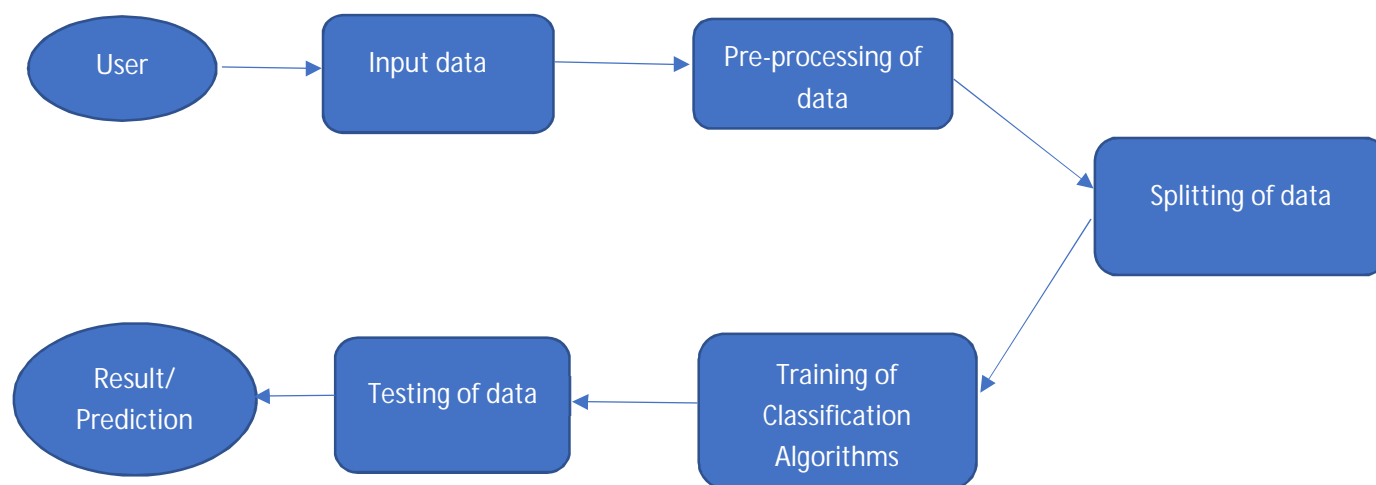 User
Input data
Pre-processing of
data
Splitting of data
Training of
Classification
Algorithms
Testing of data
Result/
Prediction